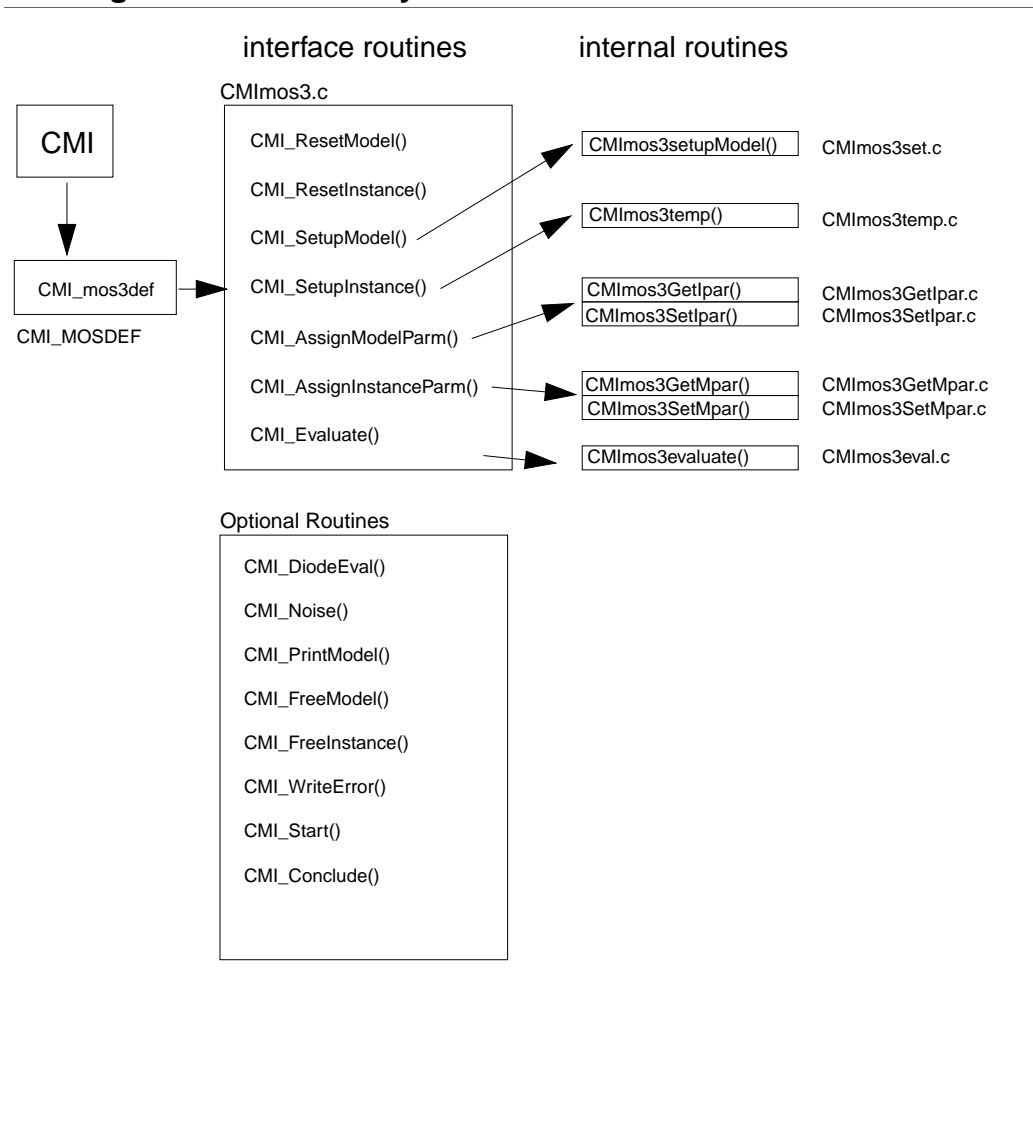 interface routines
internal routines
CMImos3.c
CMI
CMI_mos3def
CMI_MOSDEF
CMI_ResetModel()
CMI_ResetInstance()
CMI_SetupModel()
CMI_SetupInstance()
CMI_AssignModelParm()
CMI_AssignInstanceParm()
CMI_Evaluate()
CMImos3setupModel()
CMImos3set.c
CMImos3temp()
CMImos3temp.c
CMImos3GetIpar()
CMImos3GetIpar.c
CMImos3SetIpar()
CMImos3SetIpar.c
CMImos3GetMpar()
CMImos3GetMpar.c
CMImos3SetMpar()
CMImos3SetMpar.c
CMImos3evaluate()
CMImos3eval.c
Optional Routines
CMI_DiodeEval()
CMI_Noise()
CMI_PrintModel()
CMI_FreeModel()
CMI_FreeInstance()
CMI_WriteError()
CMI_Start()
CMI_Conclude()